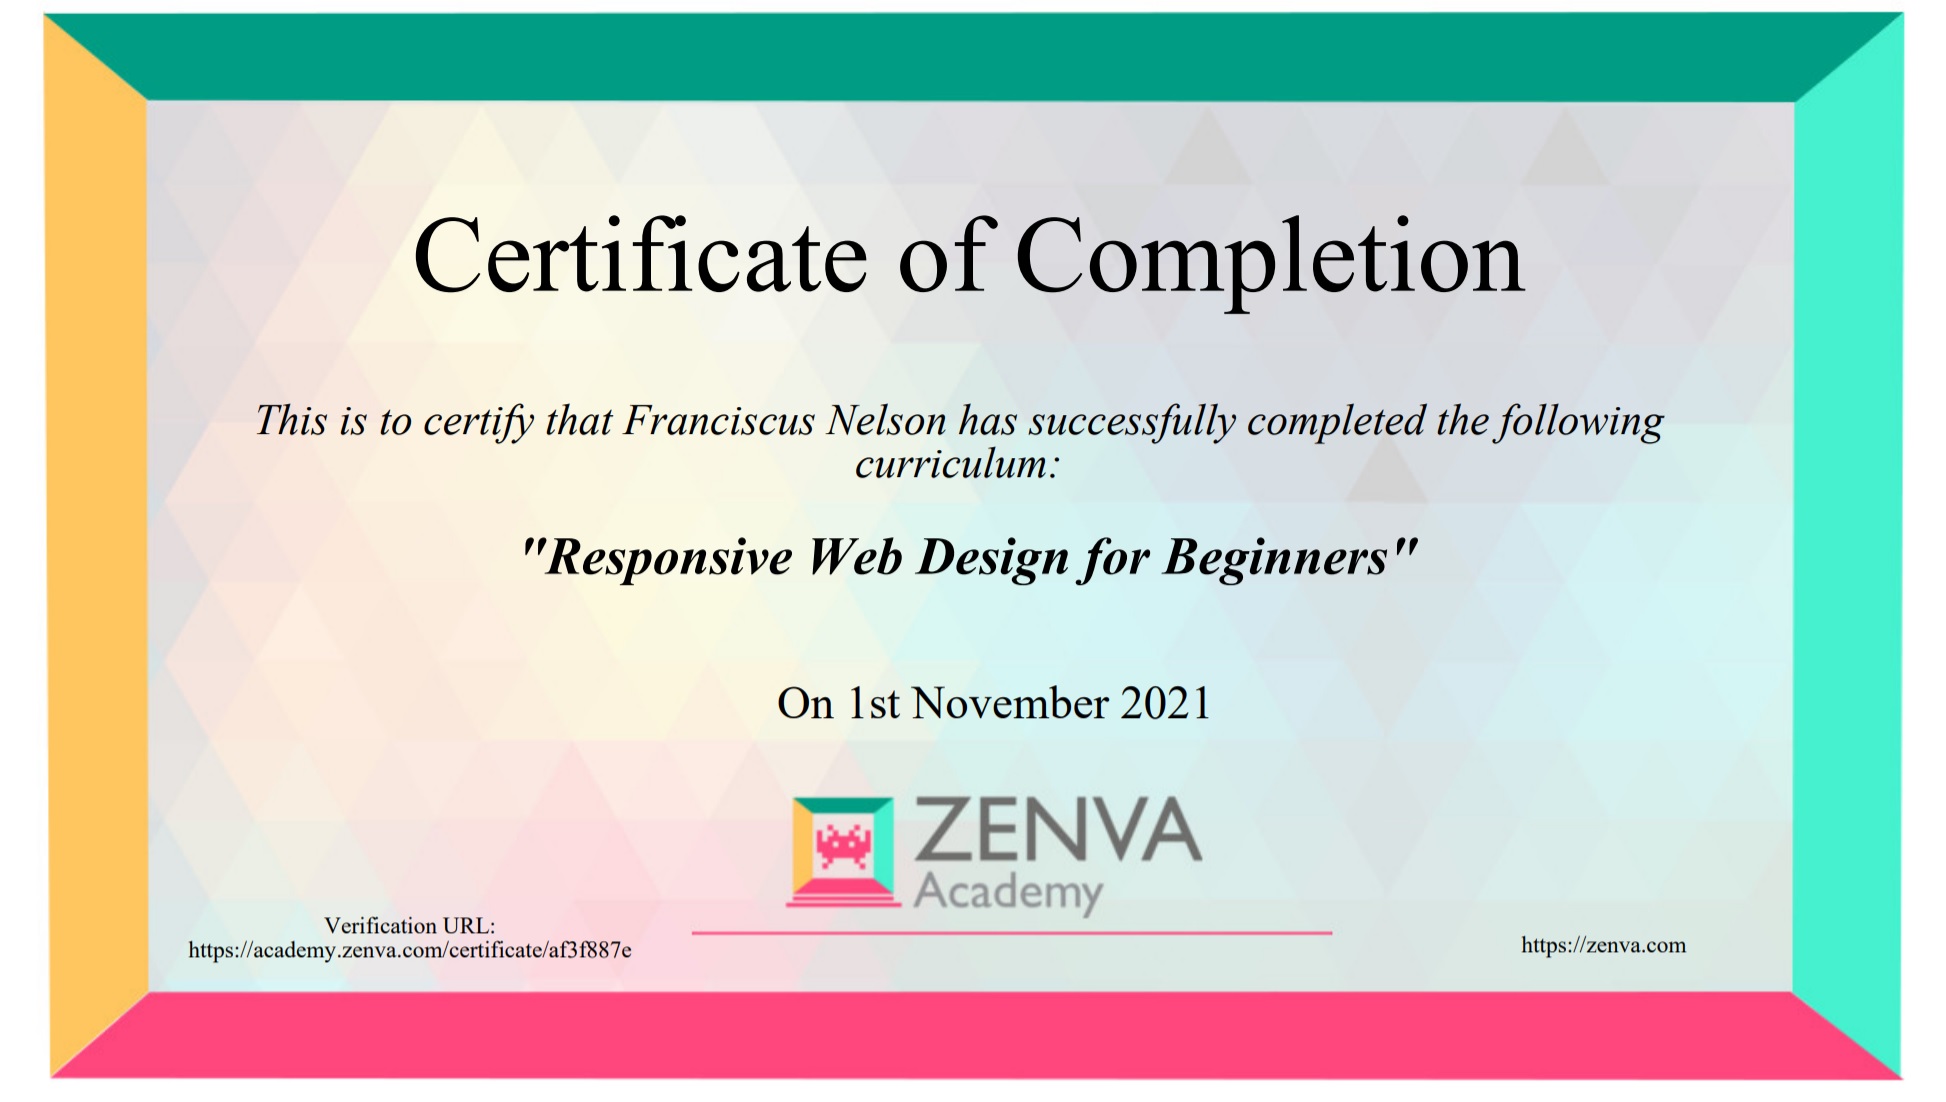 Certificate of Completion
This is to certify that Franciscus Nelson has successfully completed the following
curriculum:
"Responsive Web Design for Beginners"
On 1st November 2021
ZENVA
Academy
Verification URL:
https://academy.zenva.com/certificate/af3f887e
https://zenva.com